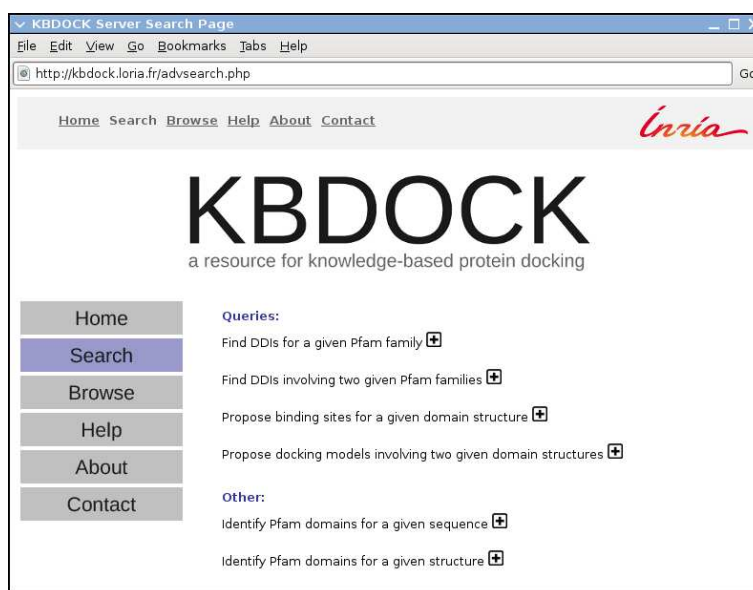 KBDOCK Server Search Page
File Edit View Go Bookmarks Tabs Help
http://kbdock.loria.fr/advsearch.php
Go
Home Search Browse Help About Contact
Inria
KBDOCK
a resource for knowledge-based protein docking
Home
Search
Browse
Help
About
Contact
Queries:
Find DDIs for a given Pfam family
Find DDIs involving two given Pfam families
Propose binding sites for a given domain structure
Propose docking models involving two given domain structures
Other:
Identify Pfam domains for a given sequence
Identify Pfam domains for a given structure